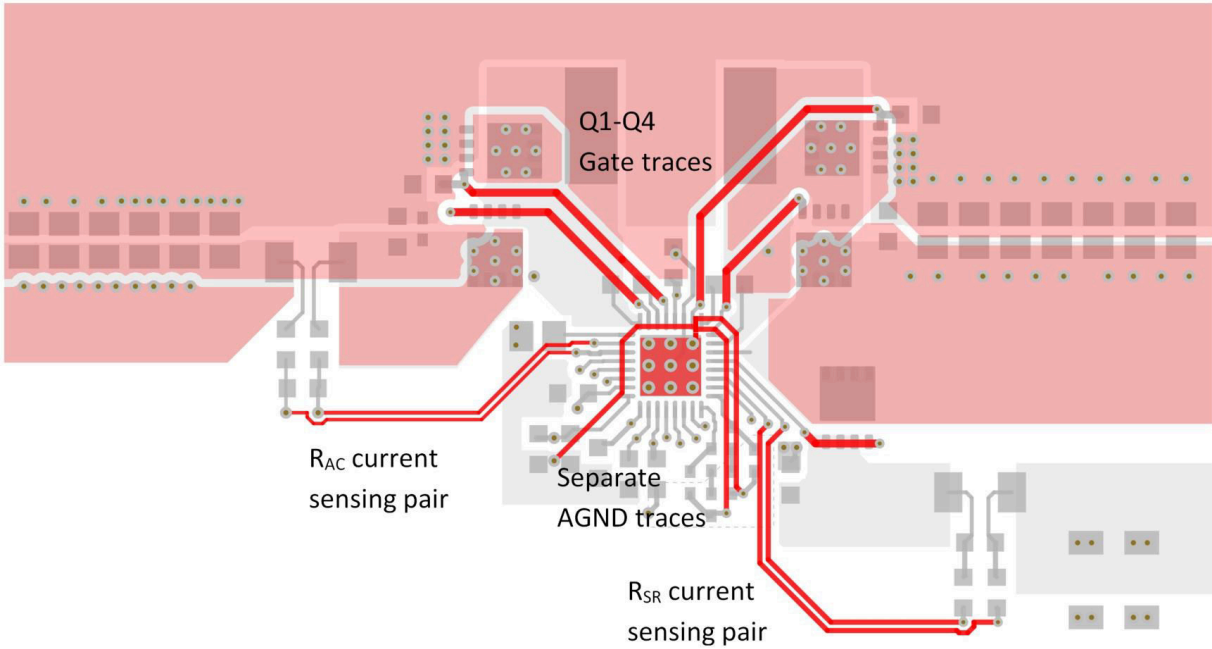 Q1-Q4
Gate traces
RAC current
sensing pair
Separate
AGND traces
RSR current
sensing pair